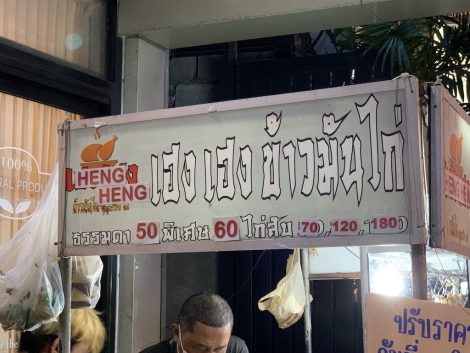 100%
HENG
HENG
เฮง เฮง ข้าวมันไก่
ธรรมดา 50 พิเศษ 60 ไก่สับ 70,120,180
ปรับราคา